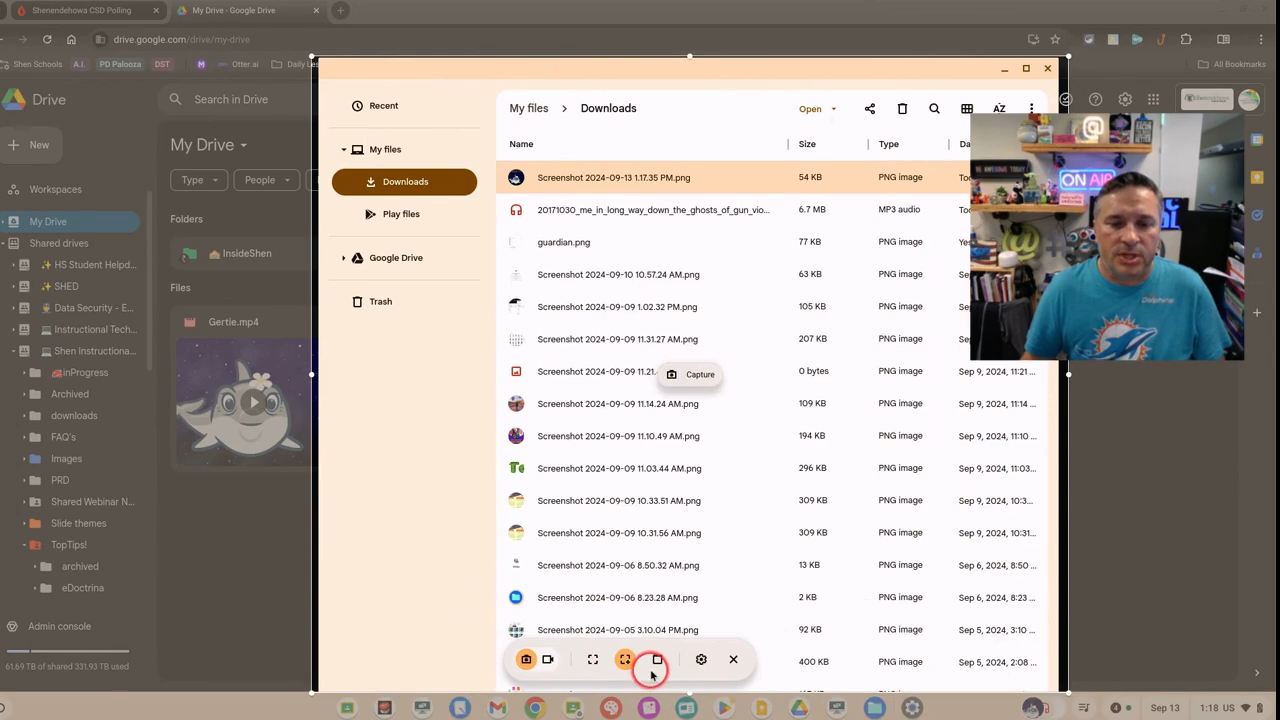 Shenendehowa CSD Polling
My Drive - Google Drive
drive.google.com/drive/my-drive
Shen Schools
A.I.
PD Palooza
DST
Otter.ai
All Bookmarks
Drive
Search in Drive
New
My Drive
Type
People
Workspaces
My Drive
Shared drives
HS Student Helpd...
SHED
Data Security - E...
Instructional Tech...
Shen Instructiona...
inProgress
Archived
downloads
FAQ's
Images
PRD
Shared Webinar N...
Slide themes
TopTips!
archived
eDoctrina
Admin console
61.69 TB of shared 331.93 TB used
Folders
InsideShen
Files
Gertie.mp4
Recent
My files
Downloads
Play files
Google Drive
Trash
My files > Downloads
Open
AZ
Name Size Type
Screenshot 2024-09-13 1.17.35 PM.png 54 KB PNG image
20171030_me_in_long_way_down_the_ghosts_of_gun_vio... 6.7 MB MP3 audio
guardian.png 77 KB PNG image
Screenshot 2024-09-10 10.57.24 AM.png 63 KB PNG image
Screenshot 2024-09-09 1.02.32 PM.png 105 KB PNG image
Screenshot 2024-09-09 11.31.27 AM.png 207 KB PNG image
Screenshot 2024-09-09 11.21. 0 bytes PNG image Sep 9, 2024, 11:21 ...
Capture
Screenshot 2024-09-09 11.14.24 AM.png 109 KB PNG image Sep 9, 2024, 11:14 ...
Screenshot 2024-09-09 11.10.49 AM.png 194 KB PNG image Sep 9, 2024, 11:10 ...
Screenshot 2024-09-09 11.03.44 AM.png 296 KB PNG image Sep 9, 2024, 11:03...
Screenshot 2024-09-09 10.33.51 AM.png 309 KB PNG image Sep 9, 2024, 10:3...
Screenshot 2024-09-09 10.31.56 AM.png 309 KB PNG image Sep 9, 2024, 10:31...
Screenshot 2024-09-06 8.50.32 AM.png 13 KB PNG image Sep 6, 2024, 8:50 ...
Screenshot 2024-09-06 8.23.28 AM.png 2 KB PNG image Sep 6, 2024, 8:23 ...
Screenshot 2024-09-05 3.10.04 PM.png 92 KB PNG image Sep 5, 2024, 3:10 ...
400 KB PNG image Sep 5, 2024, 2:08 ...
ON AIR
Dolphins
Sep 13 1:18 US